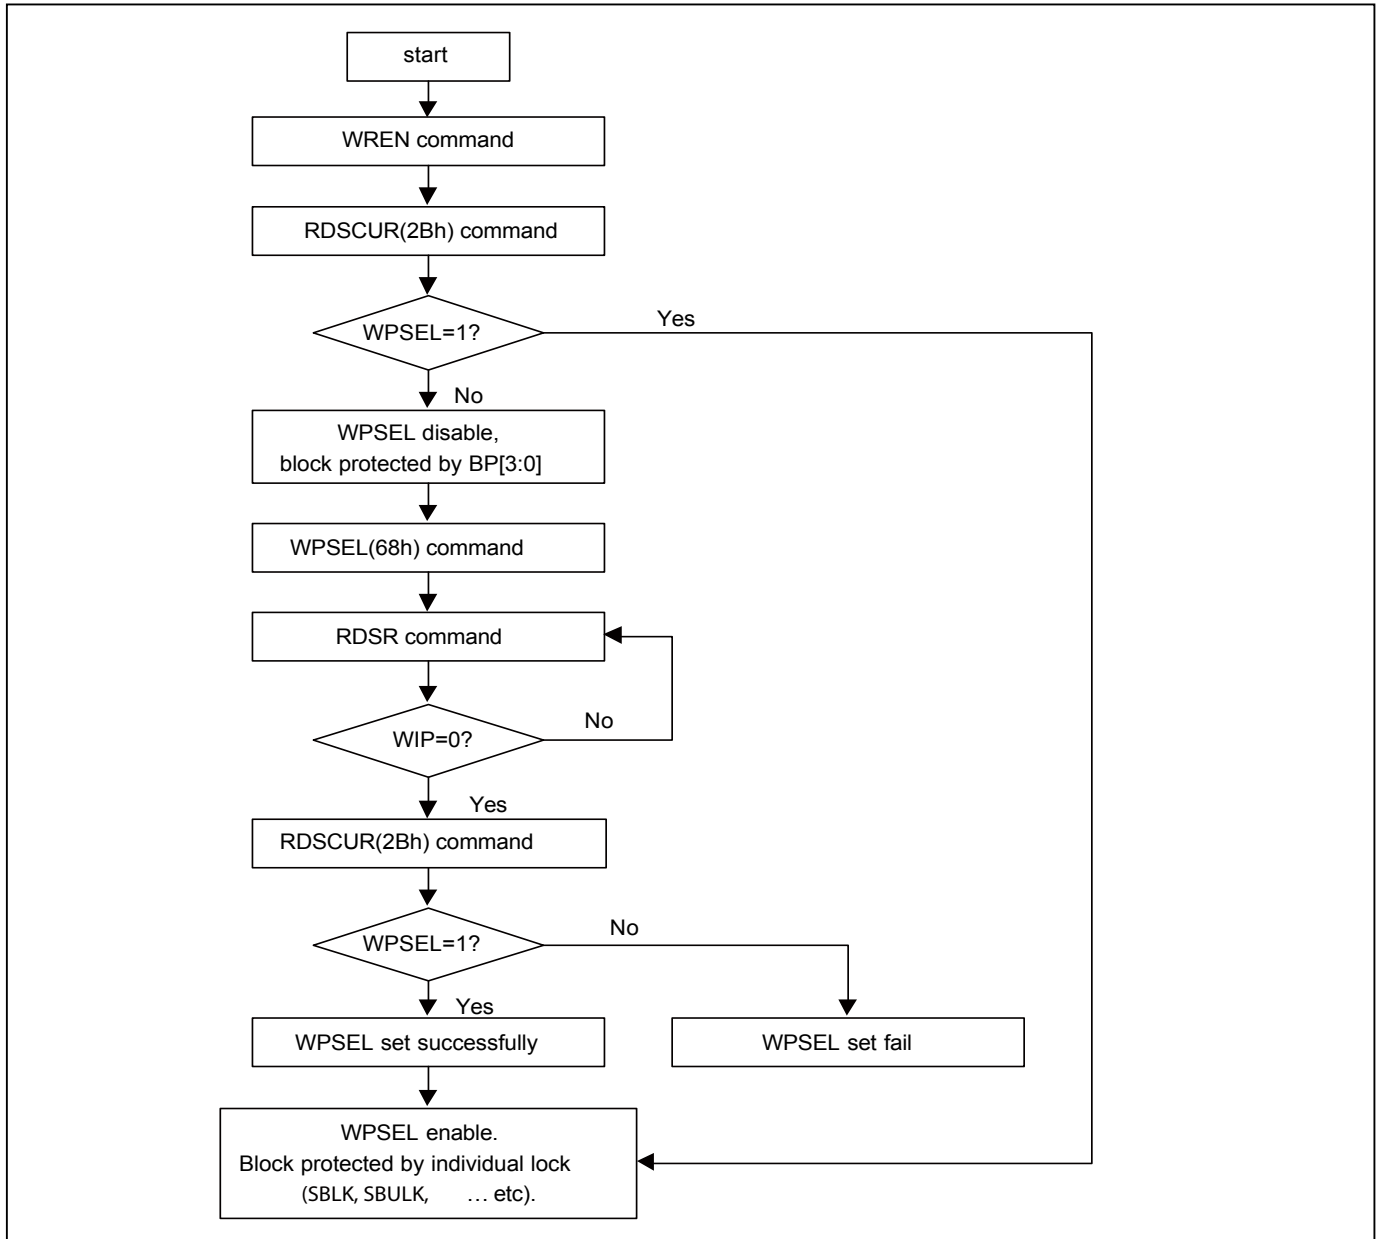 start
WREN command
RDSCUR(2Bh) command
WPSEL=1?
Yes
No
WPSEL disable,
block protected by BP[3:0]
WPSEL(68h) command
RDSR command
WIP=0?
No
Yes
RDSCUR(2Bh) command
WPSEL=1?
No
Yes
WPSEL set successfully
WPSEL set fail
WPSEL enable.
Block protected by individual lock
(SBLK, SBULK, … etc).